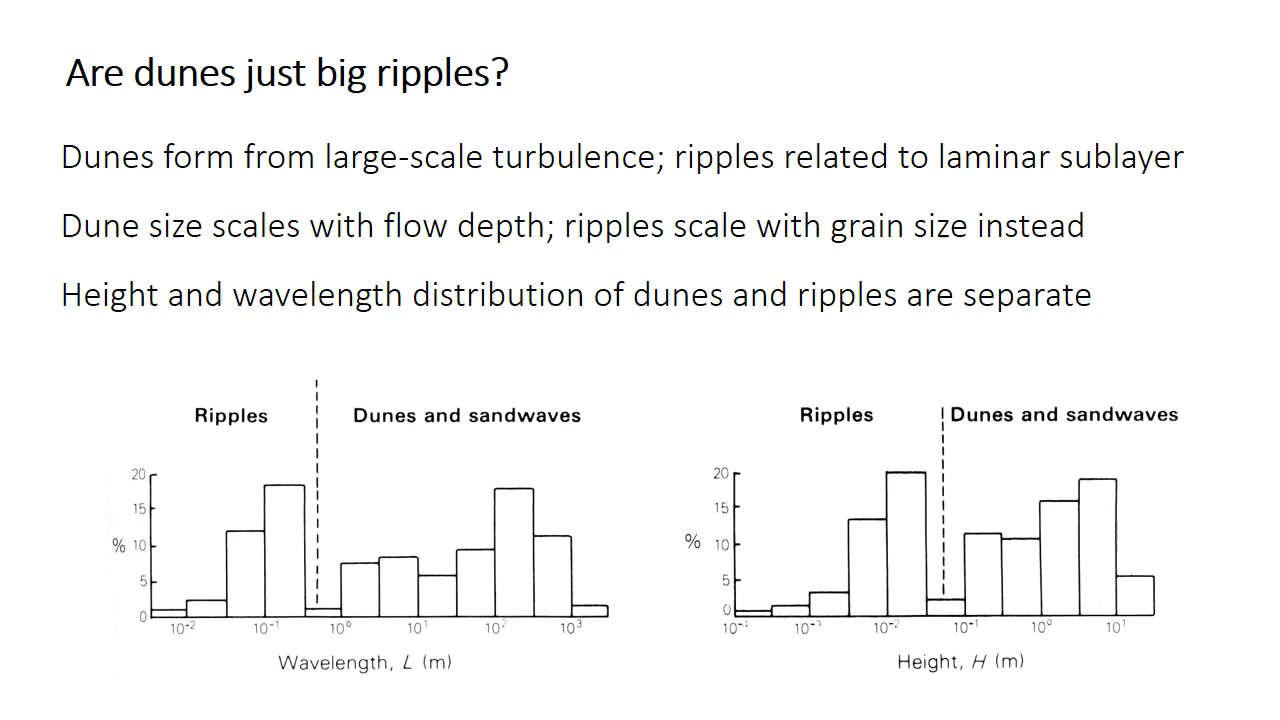 Are dunes just big ripples?
Dunes form from large-scale turbulence; ripples related to laminar sublayer
Dune size scales with flow depth; ripples scale with grain size instead
Height and wavelength distribution of dunes and ripples are separate
Ripples
Dunes and sandwaves
20
15
% 10
5
0
10⁻² 10⁻¹ 10⁰ 10¹ 10² 10³
Wavelength, L (m)
Ripples
Dunes and sandwaves
20
15
% 10
5
0
10⁻³ 10⁻² 10⁻¹ 10⁰ 10¹
Height, H (m)